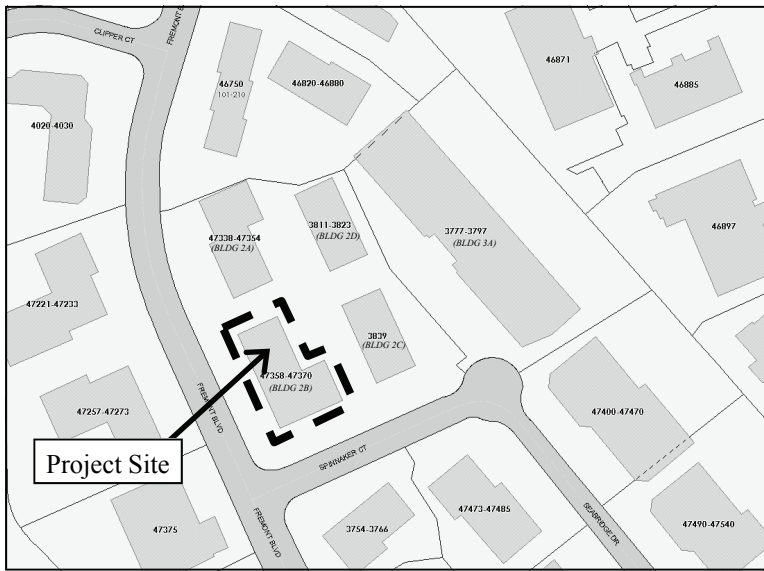 CLIPPER CT
FREMONT B
46750
101-210
46820-46880
46871
46885
4020-4030
47338-47354
(BLDG 2A)
3811-3823
(BLDG 2D)
3777-3797
(BLDG 3A)
46897
47221-47233
3839
(BLDG 2C)
47358-47370
(BLDG 2B)
FREMONT BLVD
47257-47273
47400-47470
Project Site
SPINNAKER CT
47375
FREMONT BLVD
3754-3766
47473-47485
SEABRIDGE DR
47490-47540